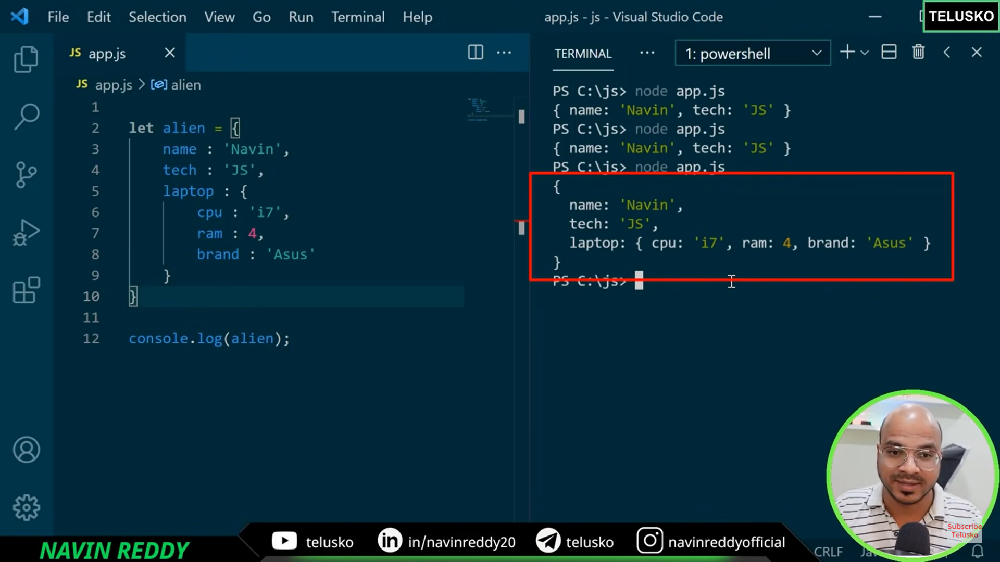 File Edit Selection View Go Run Terminal Help
app.js - js - Visual Studio Code
TELUSKO
JS app.js
JS app.js > alien
1
2 let alien = {
3 name : 'Navin',
4 tech : 'JS',
5 laptop : {
6 cpu : 'i7',
7 ram : 4,
8 brand : 'Asus'
9 }
10 }
11
12 console.log(alien);
TERMINAL ... 1: powershell
PS C:\js> node app.js
{ name: 'Navin', tech: 'JS' }
PS C:\js> node app.js
{ name: 'Navin', tech: 'JS' }
PS C:\js> node app.js
{
name: 'Navin',
tech: 'JS',
laptop: { cpu: 'i7', ram: 4, brand: 'Asus' }
}
PS C:\js>
Subscribe
Telusko
NAVIN REDDY
telusko
in/navinreddy20
telusko
navinreddyofficial
CRLF